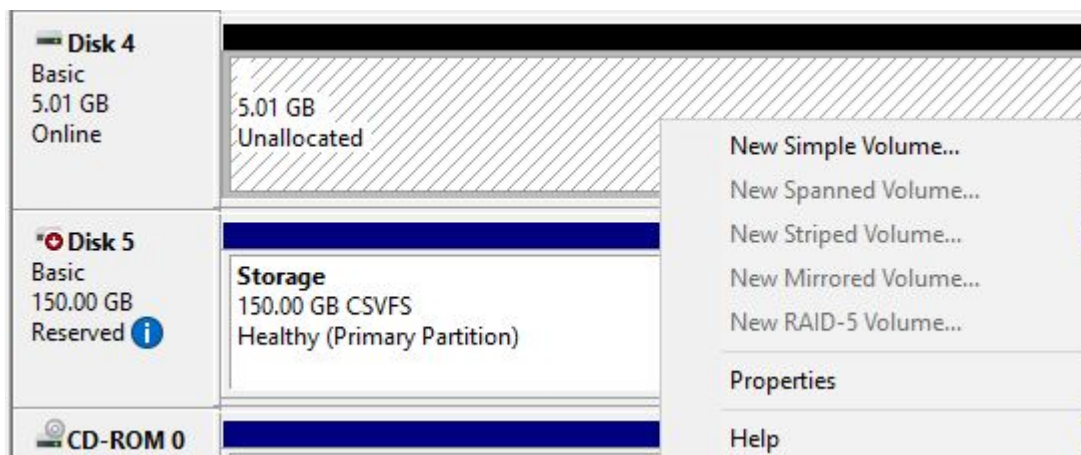 Disk 4
Basic
5.01 GB
Online
5.01 GB
Unallocated
Disk 5
Basic
150.00 GB
Reserved
Storage
150.00 GB CSVFS
Healthy (Primary Partition)
CD-ROM 0
New Simple Volume...
New Spanned Volume...
New Striped Volume...
New Mirrored Volume...
New RAID-5 Volume...
Properties
Help